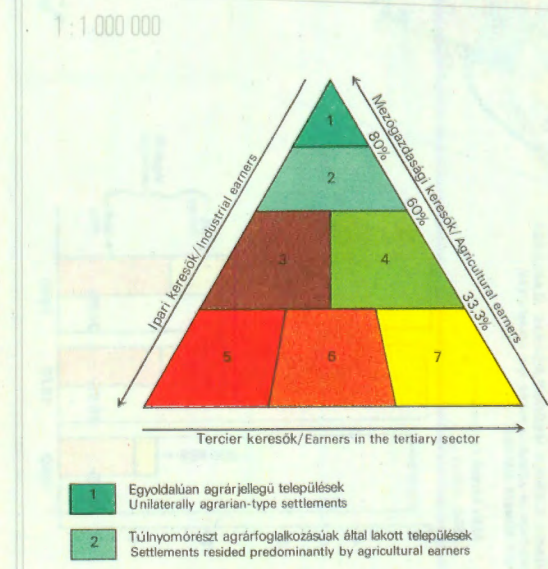 1:1 000 000
1
80%
2
60%
3
4
33,3%
5
6
7
Ipari keresők/Industrial earners
Mezőgazdasági keresők/Agricultural earners
Tercier keresők/Earners in the tertiary sector
1 Egyoldalúan agrárjellegű települések
Unilaterally agrarian-type settlements
2 Túlnyomórészt agrárfoglalkozásúak által lakott települések
Settlements resided predominantly by agricultural earners